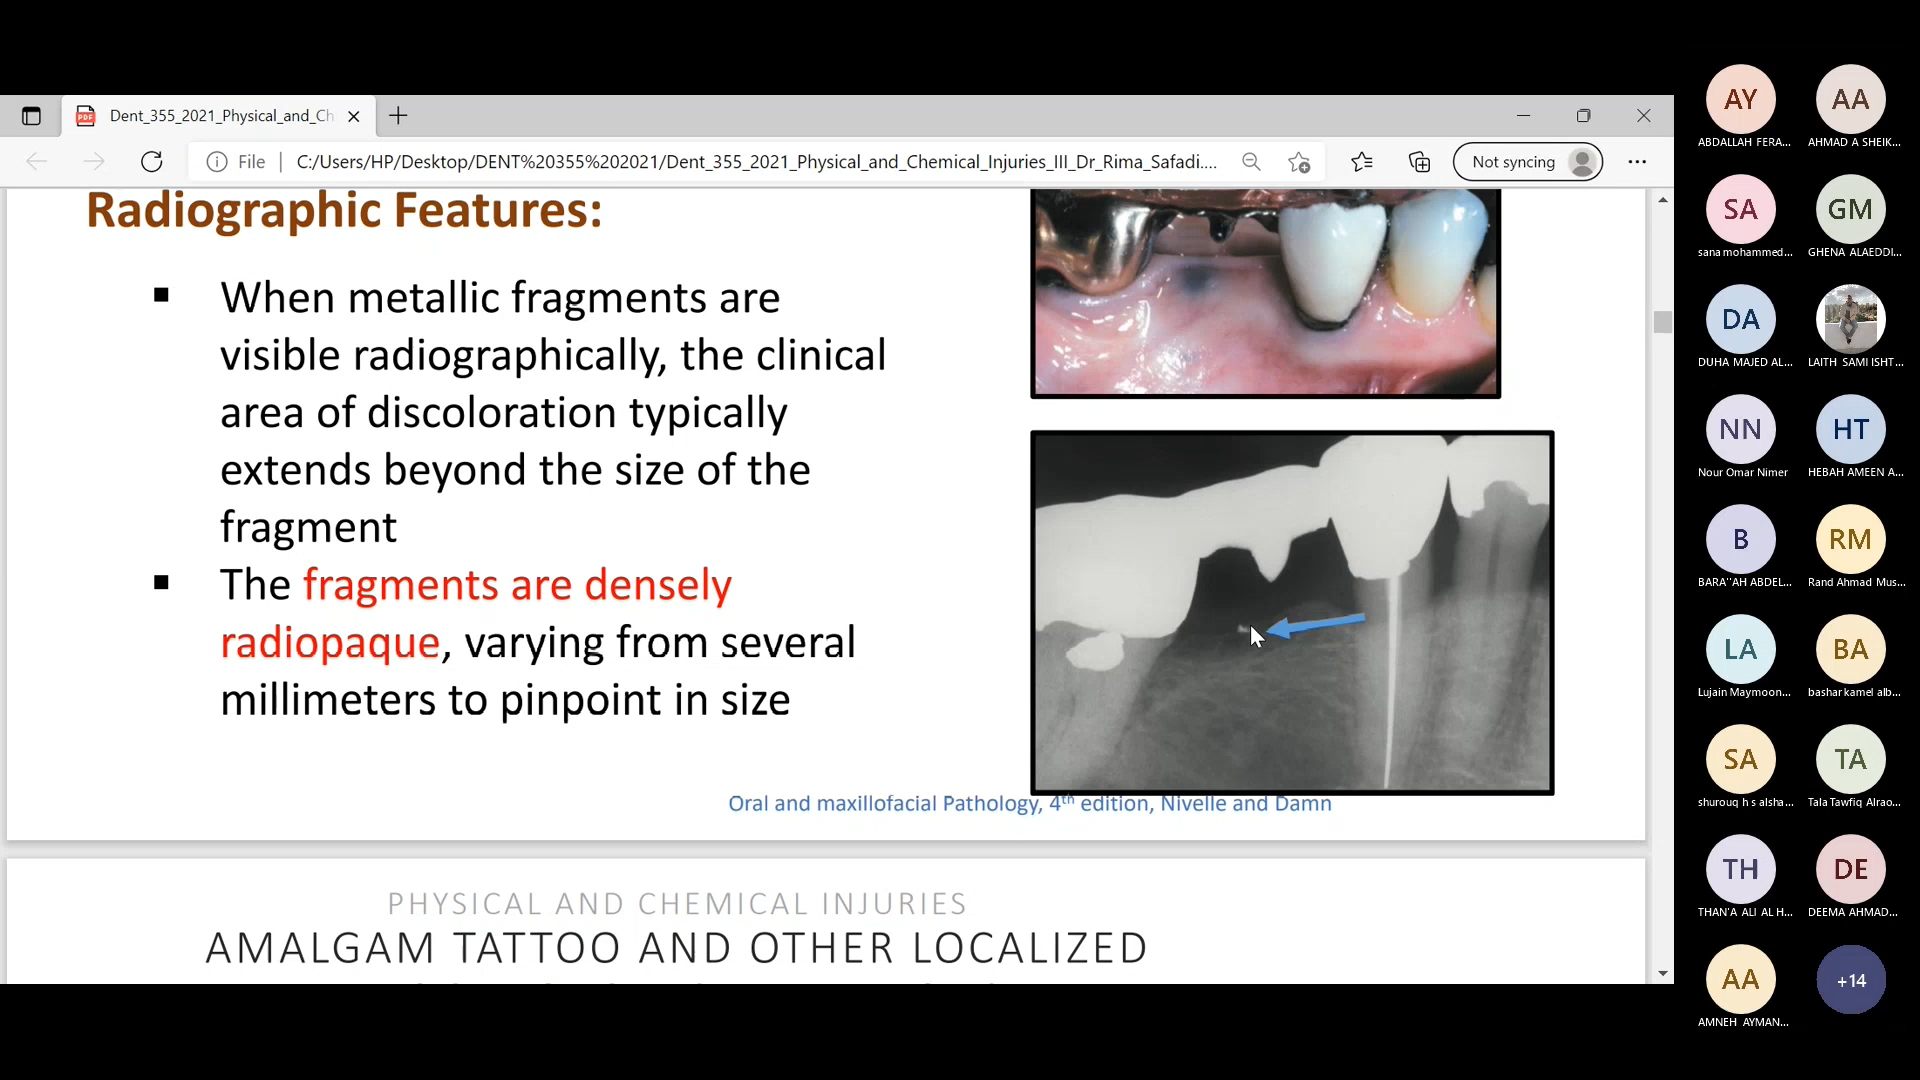 Dent_355_2021_Physical_and_Ch
File
C:/Users/HP/Desktop/DENT%20355%202021/Dent_355_2021_Physical_and_Chemical_Injuries_III_Dr_Rima_Safadi....
Not syncing
Radiographic Features:
When metallic fragments are
visible radiographically, the clinical
area of discoloration typically
extends beyond the size of the
fragment
The fragments are densely
radiopaque, varying from several
millimeters to pinpoint in size
Oral and maxillofacial Pathology, 4th edition, Nivelle and Damn
PHYSICAL AND CHEMICAL INJURIES
AMALGAM TATTOO AND OTHER LOCALIZED
AY AA
ABDALLAH FERA... AHMAD A SHEIK...
SA GM
sana mohammed... GHENA ALAEDDI...
DA
DUHA MAJED AL... LAITH SAMI ISHT...
NN HT
Nour Omar Nimer HEBAH AMEEN A...
B RM
BARA''AH ABDEL... Rand Ahmad Mus...
LA BA
Lujain Maymoon... bashar kamel alb...
SA TA
shurouq h s alsha... Tala Tawfiq Alrao...
TH DE
THAN'A ALI AL H... DEEMA AHMAD...
AA +14
AMNEH AYMAN...